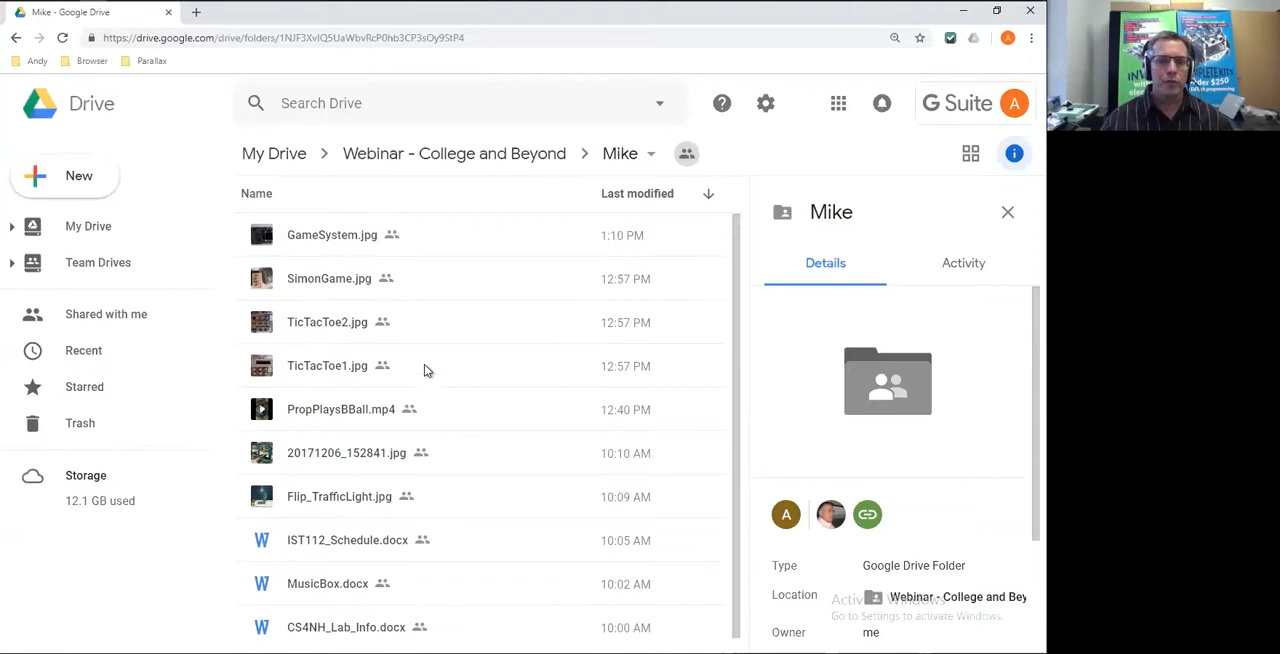 Mike - Google Drive
https://drive.google.com/drive/folders/1NJF3XvIQ5UaWbvRcP0hb3CP3sOy9StP4
A
Andy
Browser
Parallax
Drive
Search Drive
G Suite
A
My Drive > Webinar - College and Beyond > Mike
New
Name
Last modified
Mike
My Drive
GameSystem.jpg
1:10 PM
Team Drives
Details
Activity
SimonGame.jpg
12:57 PM
Shared with me
TicTacToe2.jpg
12:57 PM
Recent
TicTacToe1.jpg
12:57 PM
Starred
PropPlaysBBall.mp4
12:40 PM
Trash
20171206_152841.jpg
10:10 AM
Storage
12.1 GB used
Flip_TrafficLight.jpg
10:09 AM
A
IST112_Schedule.docx
10:05 AM
Type
Google Drive Folder
MusicBox.docx
10:02 AM
Location
Webinar - College and Bey
Go to Settings to activate Windows.
CS4NH_Lab_Info.docx
10:00 AM
Owner
me